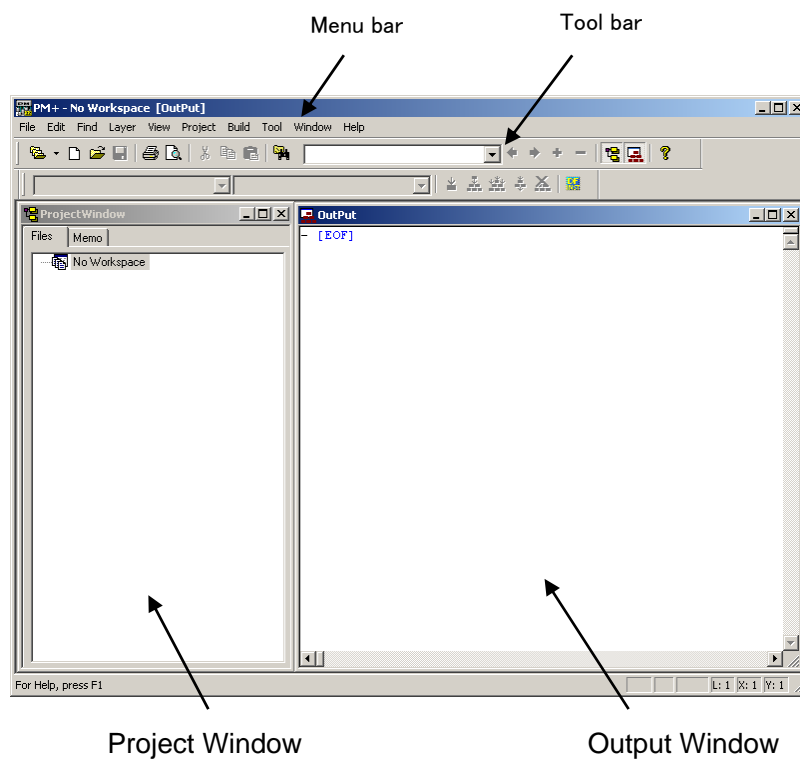 Menu bar
Tool bar
PM+ - No Workspace [OutPut]
File Edit Find Layer View Project Build Tool Window Help
ProjectWindow
OutPut
Files Memo
[EOF]
No Workspace
For Help, press F1
L: 1 X: 1 Y: 1
Project Window
Output Window